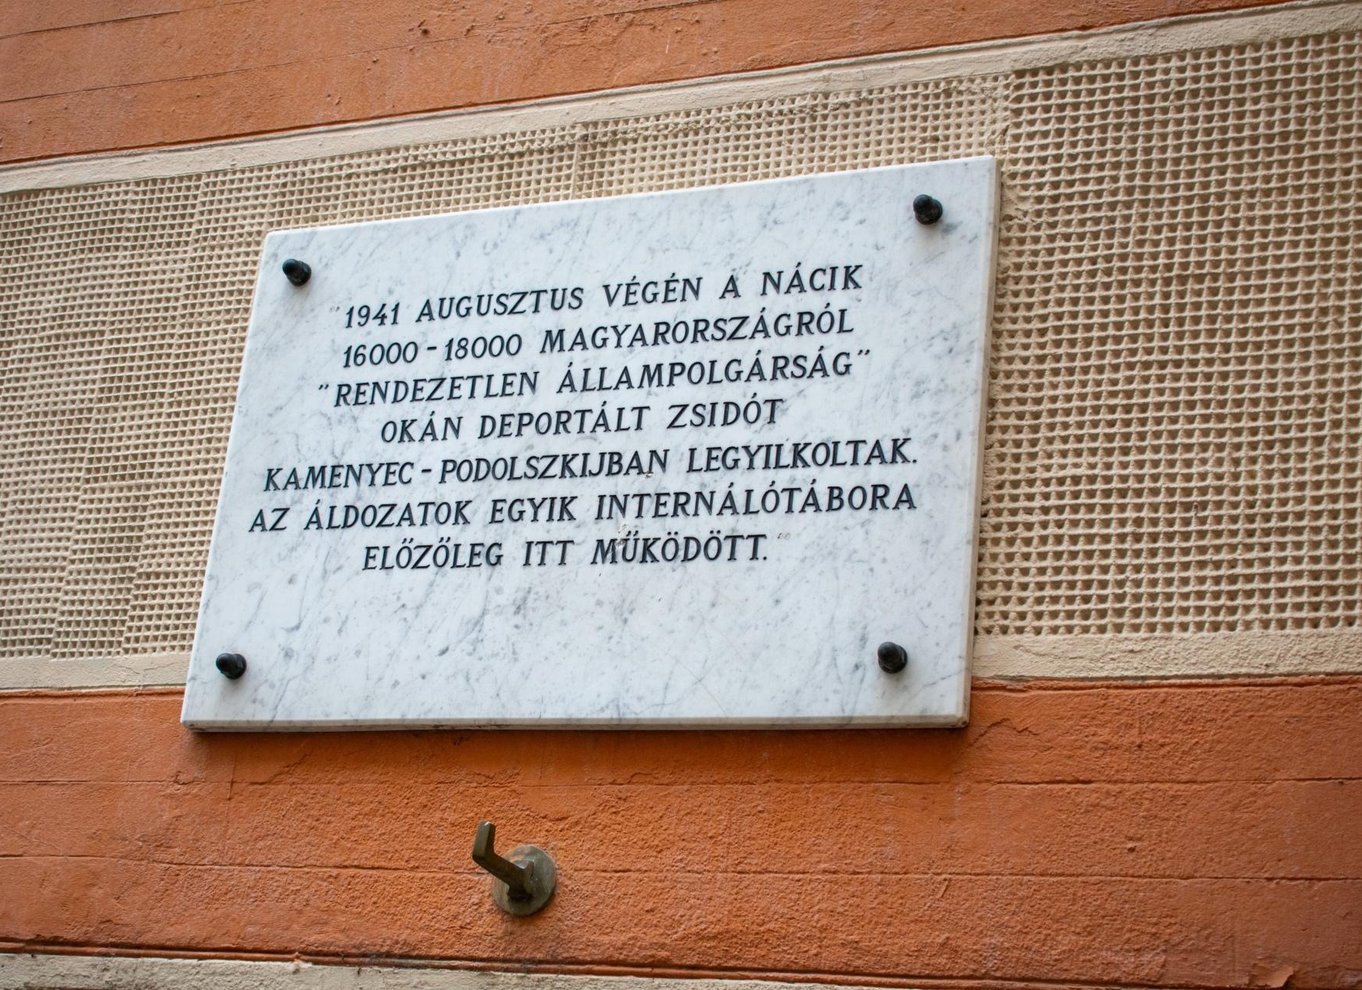 1941 AUGUSZTUS VÉGÉN A NÁCIK
16000-18000 MAGYARORSZÁGRÓL
"RENDEZETLEN ÁLLAMPOLGÁRSÁG"
OKÁN DEPORTÁLT ZSIDÓT
KAMENYEC-PODOLSZKIJBAN LEGYILKOLTAK.
AZ ÁLDOZATOK EGYIK INTERNÁLÓTÁBORA
ELŐZŐLEG ITT MŰKÖDÖTT.